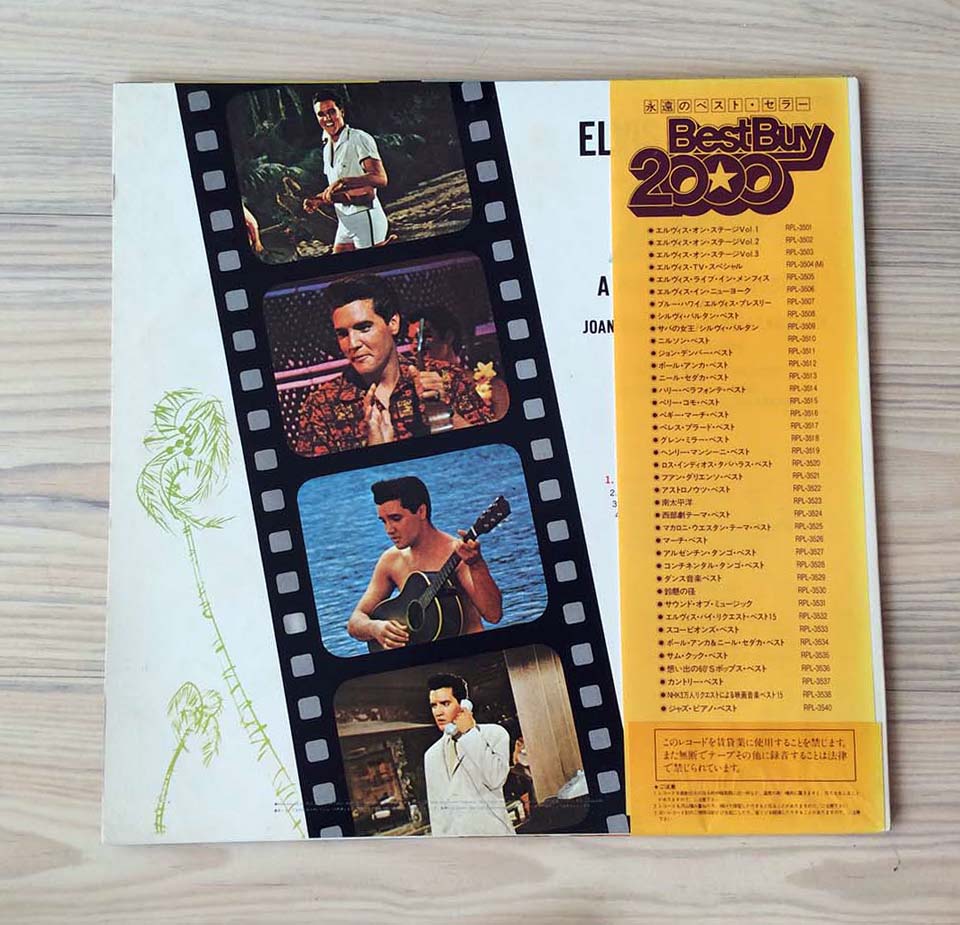 EL
A
JOAN
1.
2
3
永遠のベスト・セラー
BestBuy
2000
●エルヴィス・オン・ステージVol.1 RPL-3501
●エルヴィス・オン・ステージVol.2 RPL-3502
●エルヴィス・オン・ステージVol.3 RPL-3503
●エルヴィス・TV・スペシャル RPL-3504(M)
●エルヴィス・ライブ・イン・メンフィス RPL-3505
●エルヴィス・イン・ニューヨーク RPL-3506
●ブルー・ハワイ/エルヴィス・プレスリー RPL-3507
●シルヴィ・バルタン・ベスト RPL-3508
●サバの女王/シルヴィ・バルタン RPL-3509
●ニルソン・ベスト RPL-3510
●ジョン・デンバー・ベスト RPL-3511
●ポール・アンカ・ベスト RPL-3512
●ニール・セダカ・ベスト RPL-3513
●ハリー・ベラフォンテ・ベスト RPL-3514
●ペリー・コモ・ベスト RPL-3515
●ペギー・マーチ・ベスト RPL-3516
●ペレス・プラード・ベスト RPL-3517
●グレン・ミラー・ベスト RPL-3518
●ヘンリー・マンシーニ・ベスト RPL-3519
●ロス・インディオス・タバハラス・ベスト RPL-3520
●フアン・ダリエンソ・ベスト RPL-3521
●アストロノウツ・ベスト RPL-3522
●南太平洋 RPL-3523
●西部劇テーマ・ベスト RPL-3524
●マカロニ・ウエスタン・テーマ・ベスト RPL-3525
●マーチ・ベスト RPL-3526
●アルゼンチン・タンゴ・ベスト RPL-3527
●コンチネンタル・タンゴ・ベスト RPL-3528
●ダンス音楽ベスト RPL-3529
●鈴懸の径 RPL-3530
●サウンド・オブ・ミュージック RPL-3531
●エルヴィス・バイ・リクエスト・ベスト15 RPL-3532
●スコーピオンズ・ベスト RPL-3533
●ポール・アンカ&ニール・セダカ・ベスト RPL-3534
●サム・クック・ベスト RPL-3535
●想い出の60'Sポップス・ベスト RPL-3536
●カントリー・ベスト RPL-3537
●NHK3万人リクエストによる映画音楽ベスト15 RPL-3538
●ジャズ・ピアノ・ベスト RPL-3540
このレコードを賃貸業に使用することを禁じます。
また無断でテープその他に録音することは法律
で禁じられています。
★ご注意